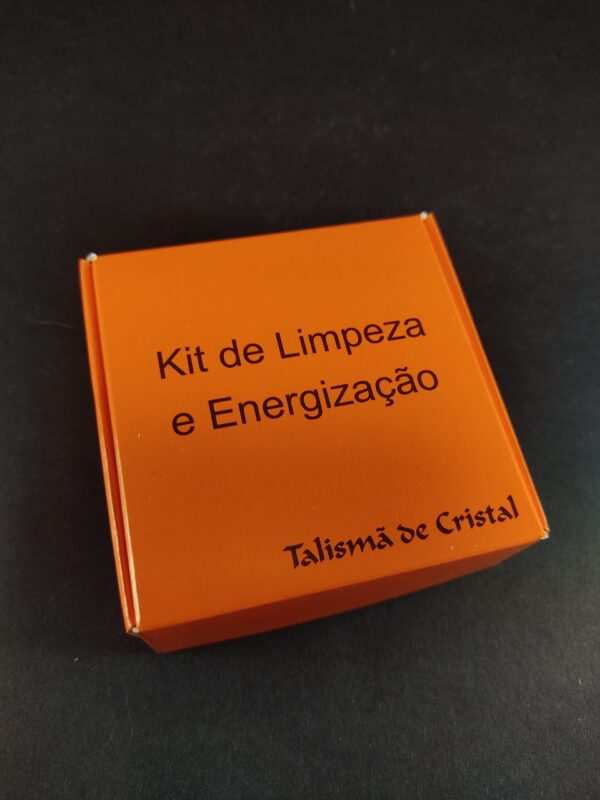 Kit de Limpeza
e Energização
Talismã de Cristal